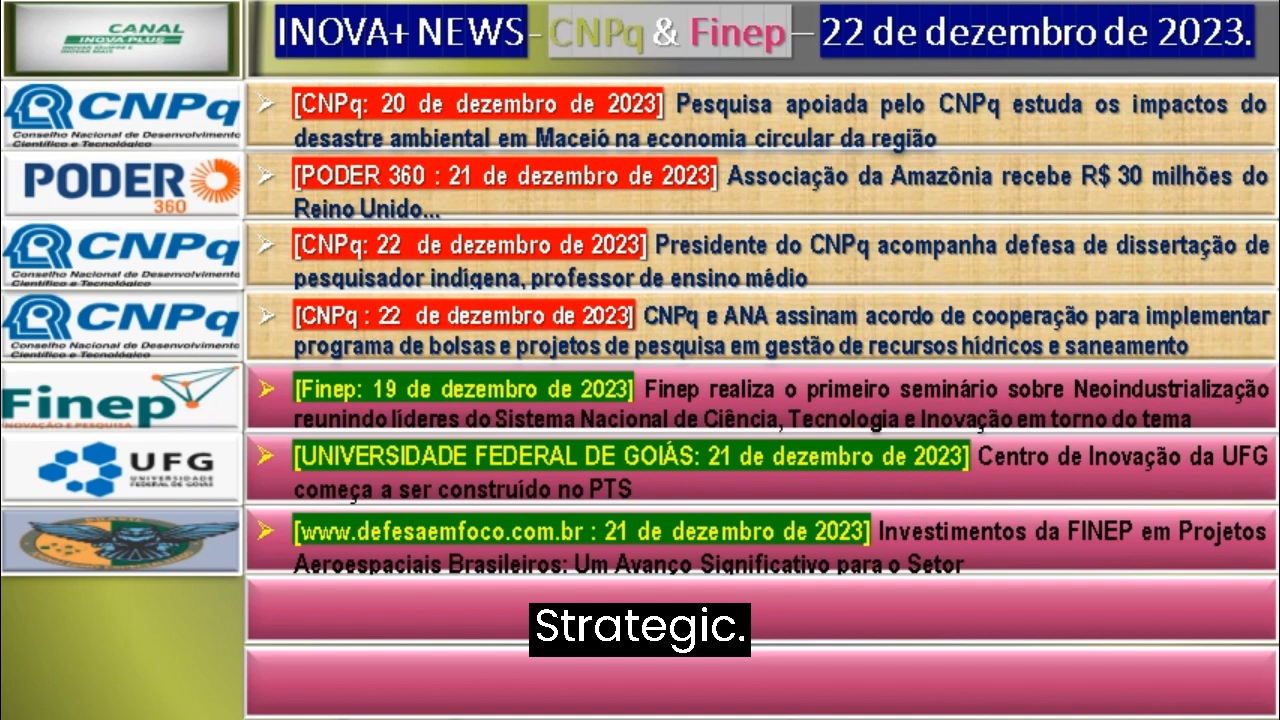 CANAL
INOVA PLUS
INOVA+ NEWS - CNPq & Finep – 22 de dezembro de 2023.
CNPq
Conselho Nacional de Desenvolvimento
Científico e Tecnológico
[CNPq: 20 de dezembro de 2023] Pesquisa apoiada pelo CNPq estuda os impactos do
desastre ambiental em Maceió na economia circular da região
PODER
360
[PODER 360 : 21 de dezembro de 2023] Associação da Amazônia recebe R$ 30 milhões do
Reino Unido...
CNPq
Conselho Nacional de Desenvolvimento
Científico e Tecnológico
[CNPq: 22 de dezembro de 2023] Presidente do CNPq acompanha defesa de dissertação de
pesquisador indígena, professor de ensino médio
CNPq
Conselho Nacional de Desenvolvimento
Científico e Tecnológico
[CNPq : 22 de dezembro de 2023] CNPq e ANA assinam acordo de cooperação para implementar
programa de bolsas e projetos de pesquisa em gestão de recursos hídricos e saneamento
Finep
INOVAÇÃO E PESQUISA
[Finep: 19 de dezembro de 2023] Finep realiza o primeiro seminário sobre Neoindustrialização
reunindo líderes do Sistema Nacional de Ciência, Tecnologia e Inovação em torno do tema
UFG
UNIVERSIDADE
FEDERAL DE GOIÁS
[UNIVERSIDADE FEDERAL DE GOIÁS: 21 de dezembro de 2023] Centro de Inovação da UFG
começa a ser construído no PTS
[www.defesaemfoco.com.br : 21 de dezembro de 2023] Investimentos da FINEP em Projetos
Aeroespaciais Brasileiros: Um Avanço Significativo para o Setor
Strategic.